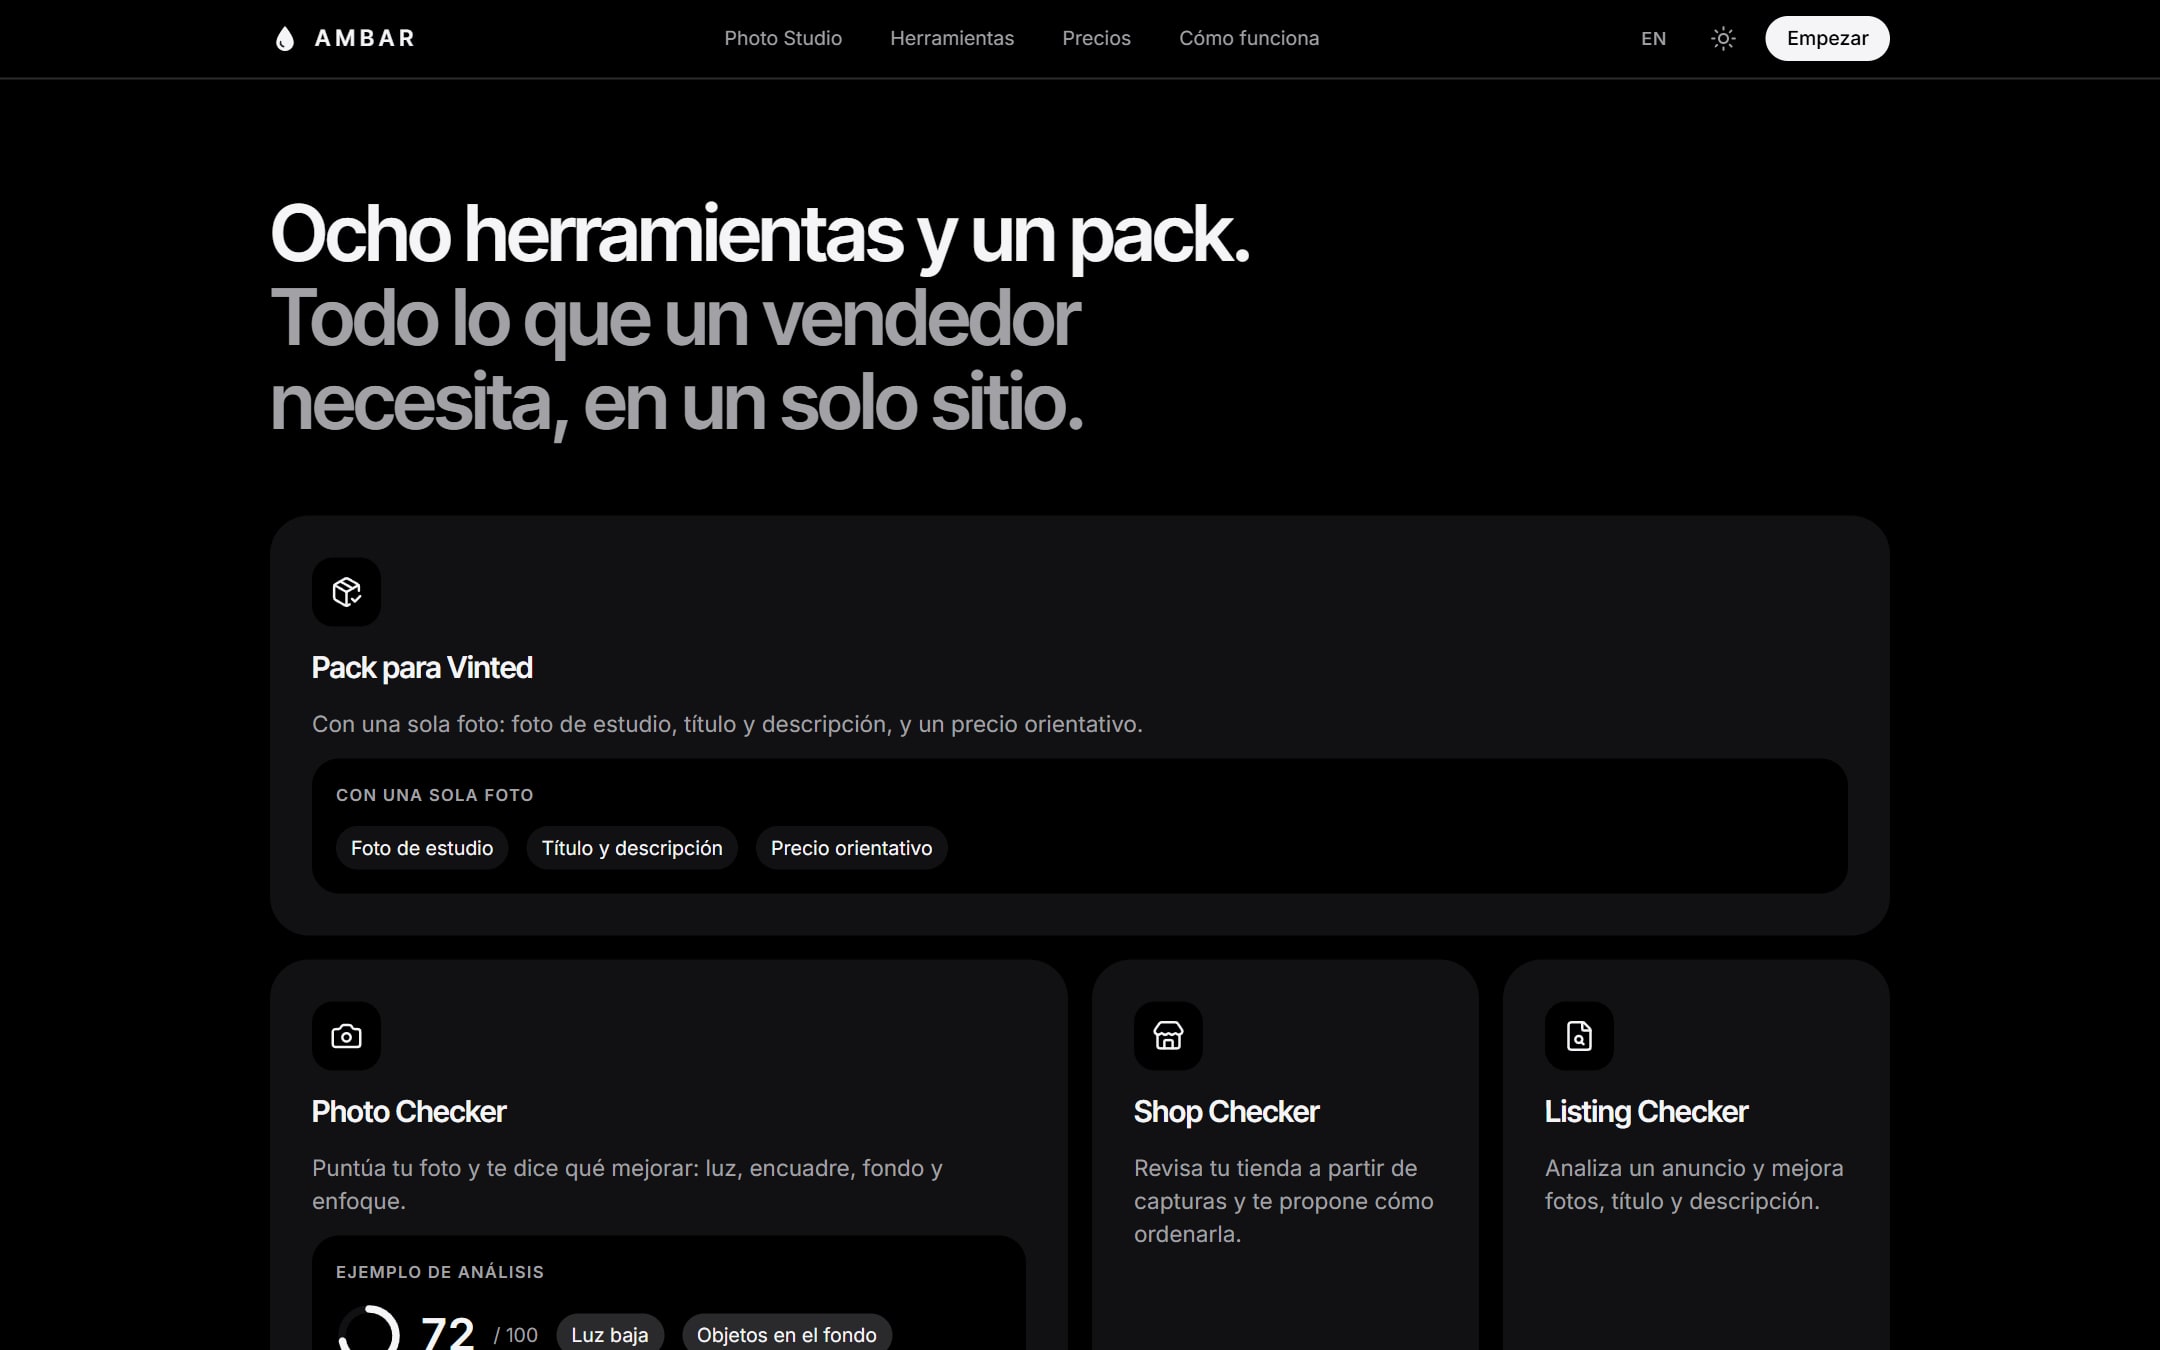 AMBAR
Photo Studio
Herramientas
Precios
Cómo funciona
EN
Empezar
Ocho herramientas y un pack.
Todo lo que un vendedor
necesita, en un solo sitio.
Pack para Vinted
Con una sola foto: foto de estudio, título y descripción, y un precio orientativo.
CON UNA SOLA FOTO
Foto de estudio
Título y descripción
Precio orientativo
Photo Checker
Puntúa tu foto y te dice qué mejorar: luz, encuadre, fondo y
enfoque.
EJEMPLO DE ANÁLISIS
72 / 100
Luz baja
Objetos en el fondo
Shop Checker
Revisa tu tienda a partir de
capturas y te propone cómo
ordenarla.
Listing Checker
Analiza un anuncio y mejora
fotos, título y descripción.